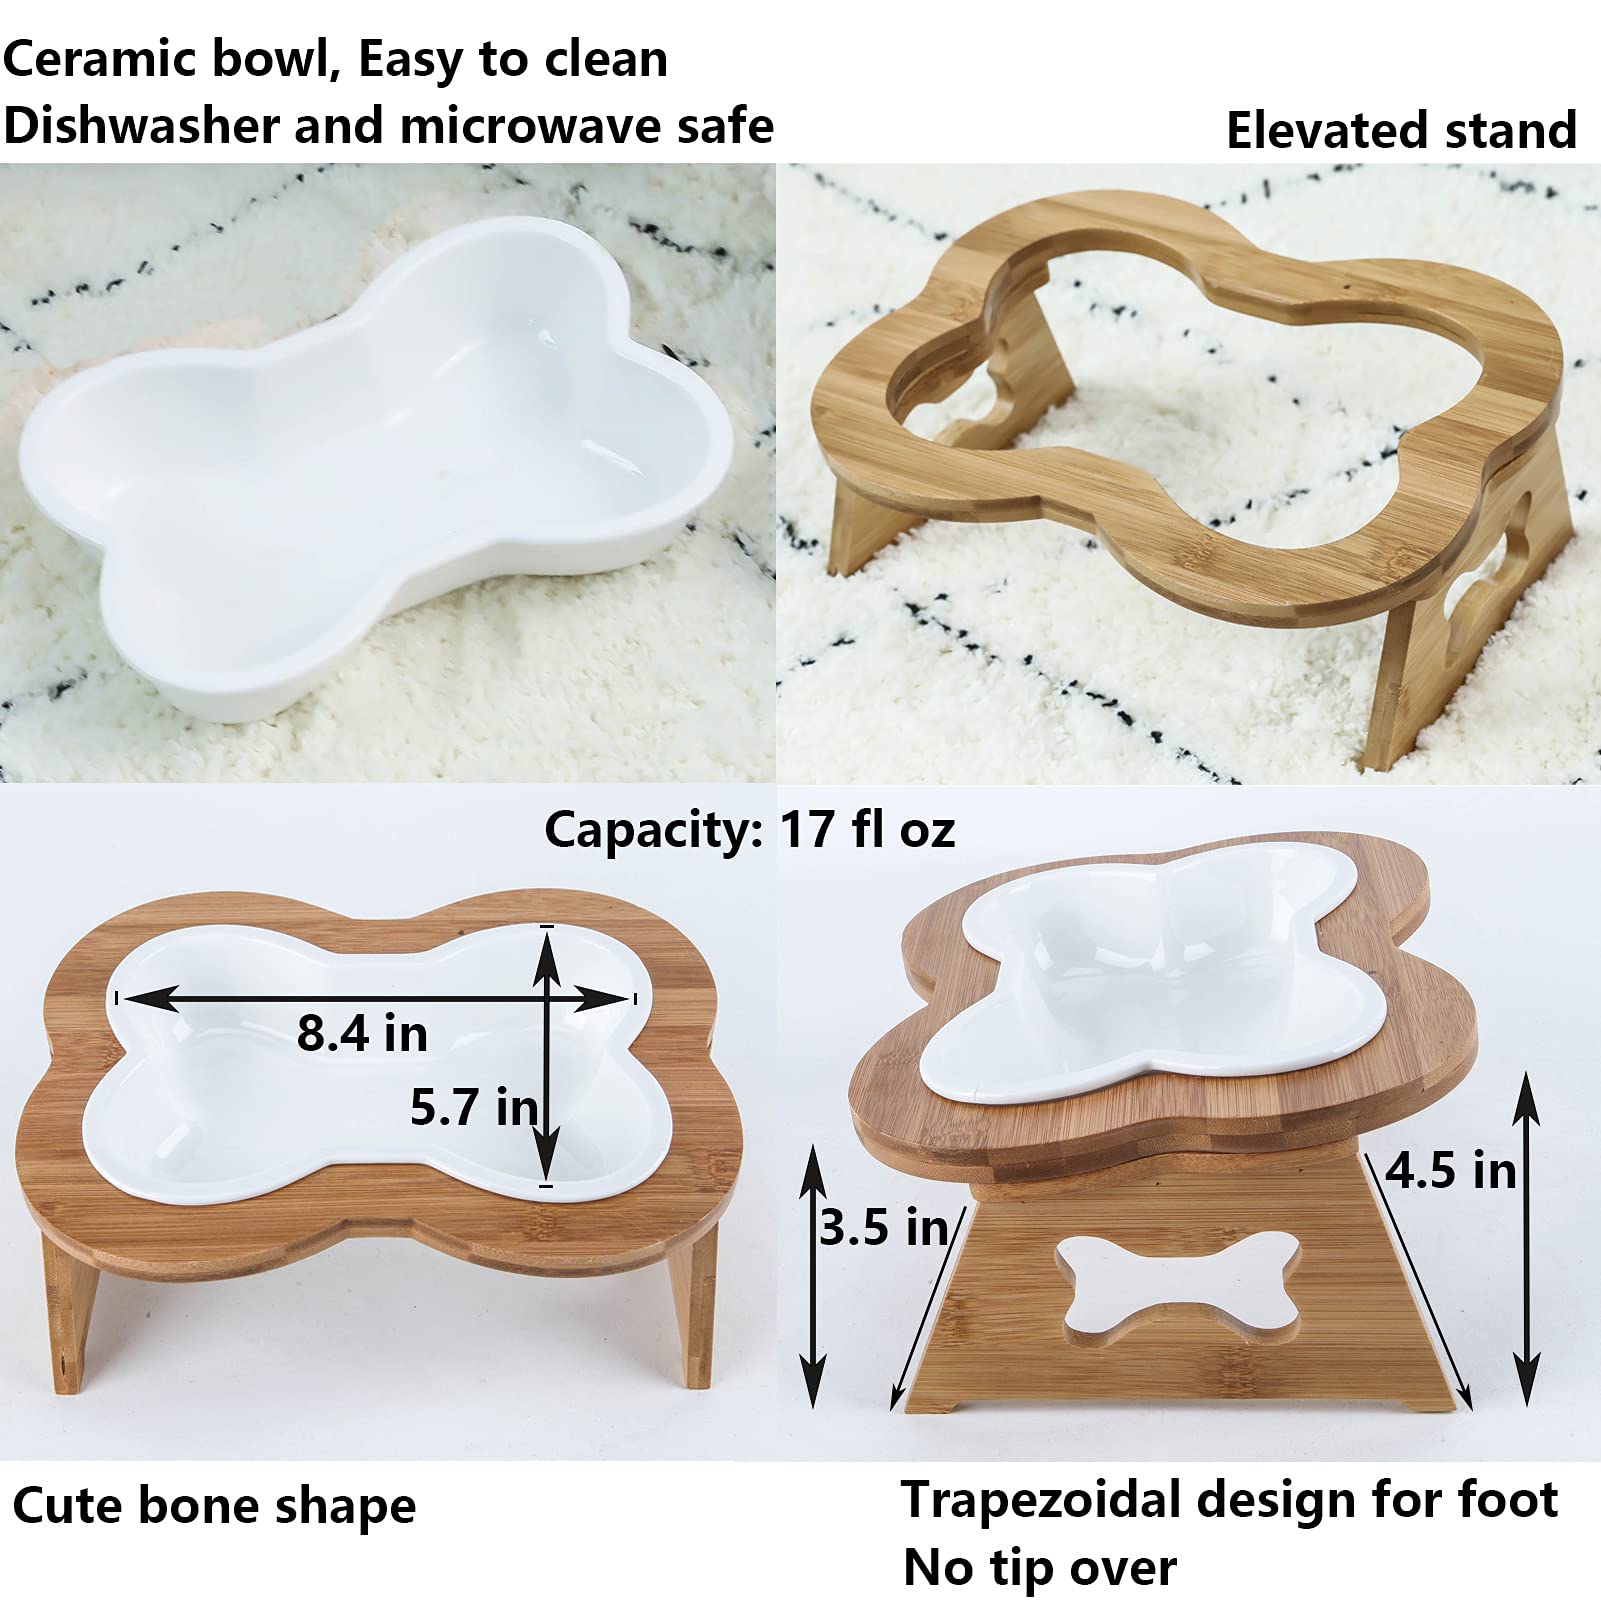 Ceramic bowl, Easy to clean
Dishwasher and microwave safe
Elevated stand
Capacity: 17 fl oz
8.4 in
5.7 in
3.5 in
4.5 in
Cute bone shape
Trapezoidal design for foot
No tip over